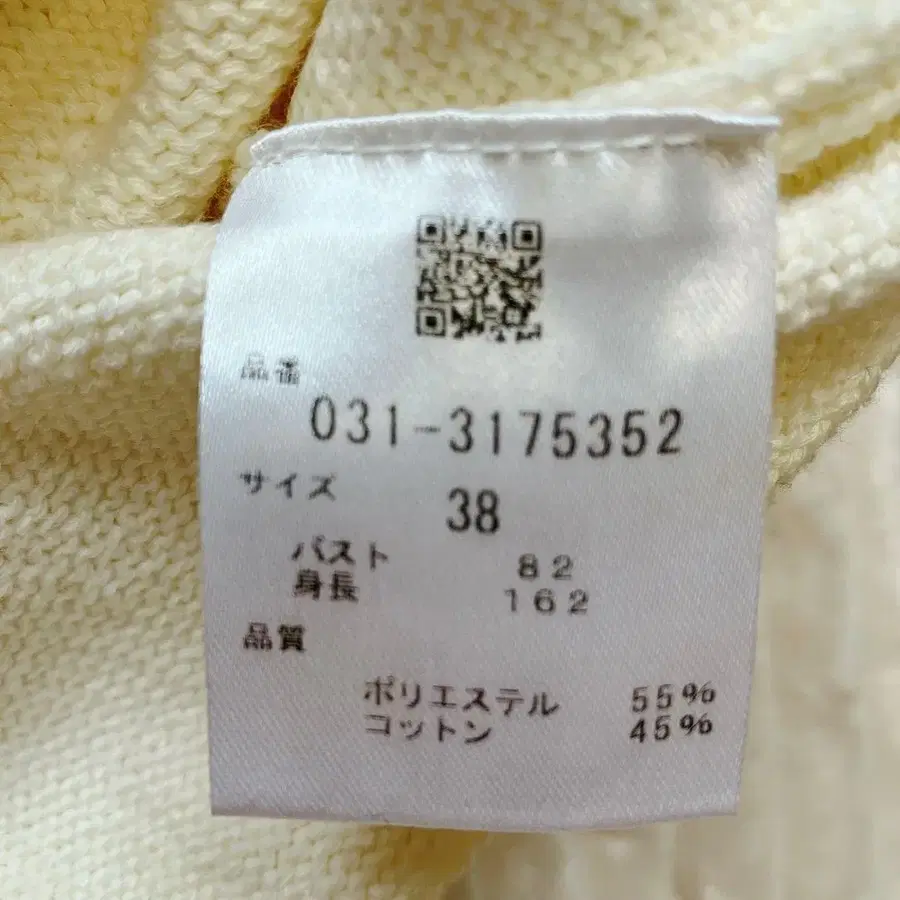 品番
031-3175352
サイズ
38
バスト 82
身長 162
品質
ポリエステル 55%
コットン 45%